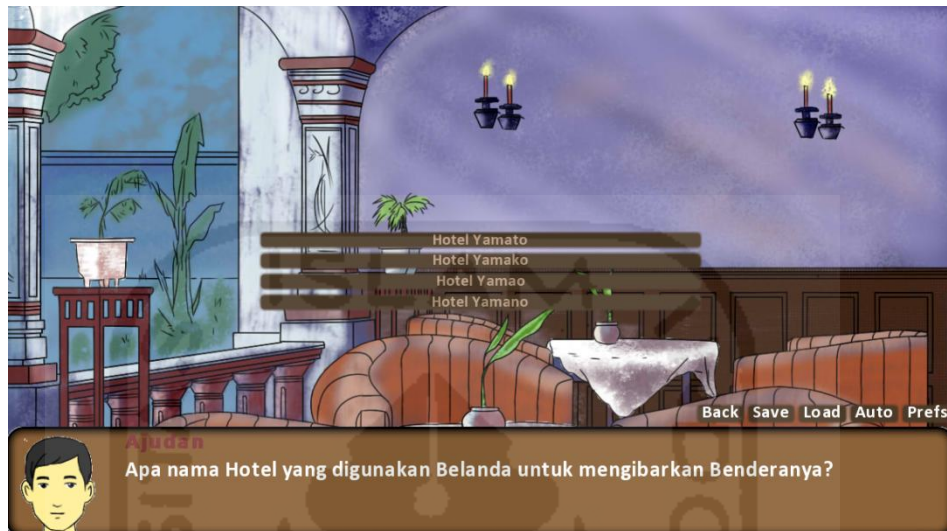 Hotel Yamato
Hotel Yamako
Hotel Yamao
Hotel Yamano
Back Save Load Auto Prefs
Ajudan
Apa nama Hotel yang digunakan Belanda untuk mengibarkan Benderanya?
ISLAM